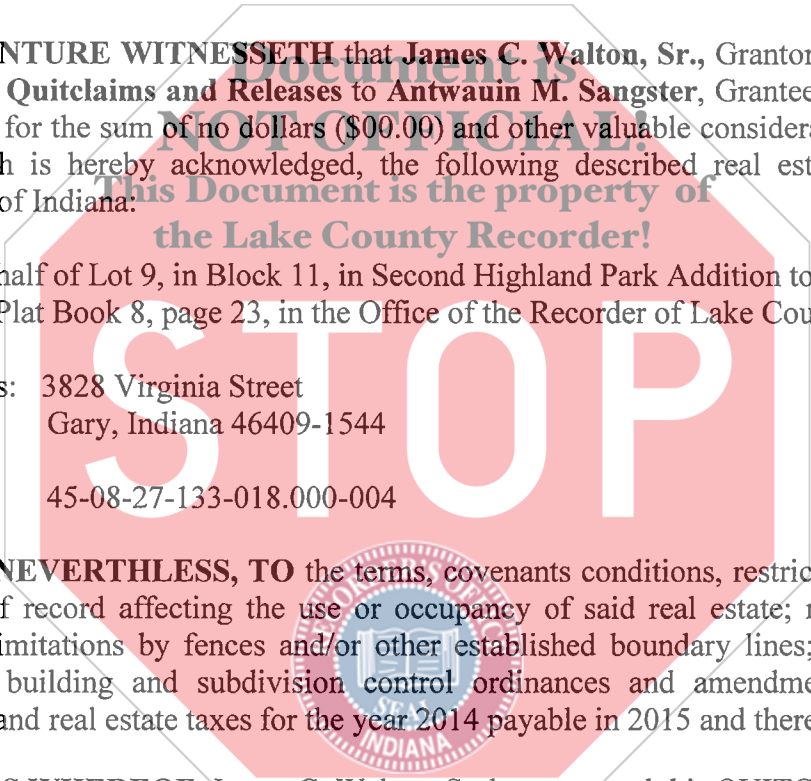 NTURE WITNESSETH that James C. Walton, Sr., Grantor
Document is
Quitclaims and Releases to Antwauin M. Sangster, Grantee
for the sum of no dollars ($00.00) and other valuable considera
NOT OFFICIAL!
h is hereby acknowledged, the following described real est
This Document is the property of
of Indiana:
the Lake County Recorder!
half of Lot 9, in Block 11, in Second Highland Park Addition to
Plat Book 8, page 23, in the Office of the Recorder of Lake Cou
s: 3828 Virginia Street
Gary, Indiana 46409-1544
STOP
45-08-27-133-018.000-004
NEVERTHLESS, TO the terms, covenants conditions, restric
f record affecting the use or occupancy of said real estate;
imitations by fences and/or other established boundary lines;
building and subdivision control ordinances and amendme
and real estate taxes for the year 2014 payable in 2015 and there
SEAL
INDIANA